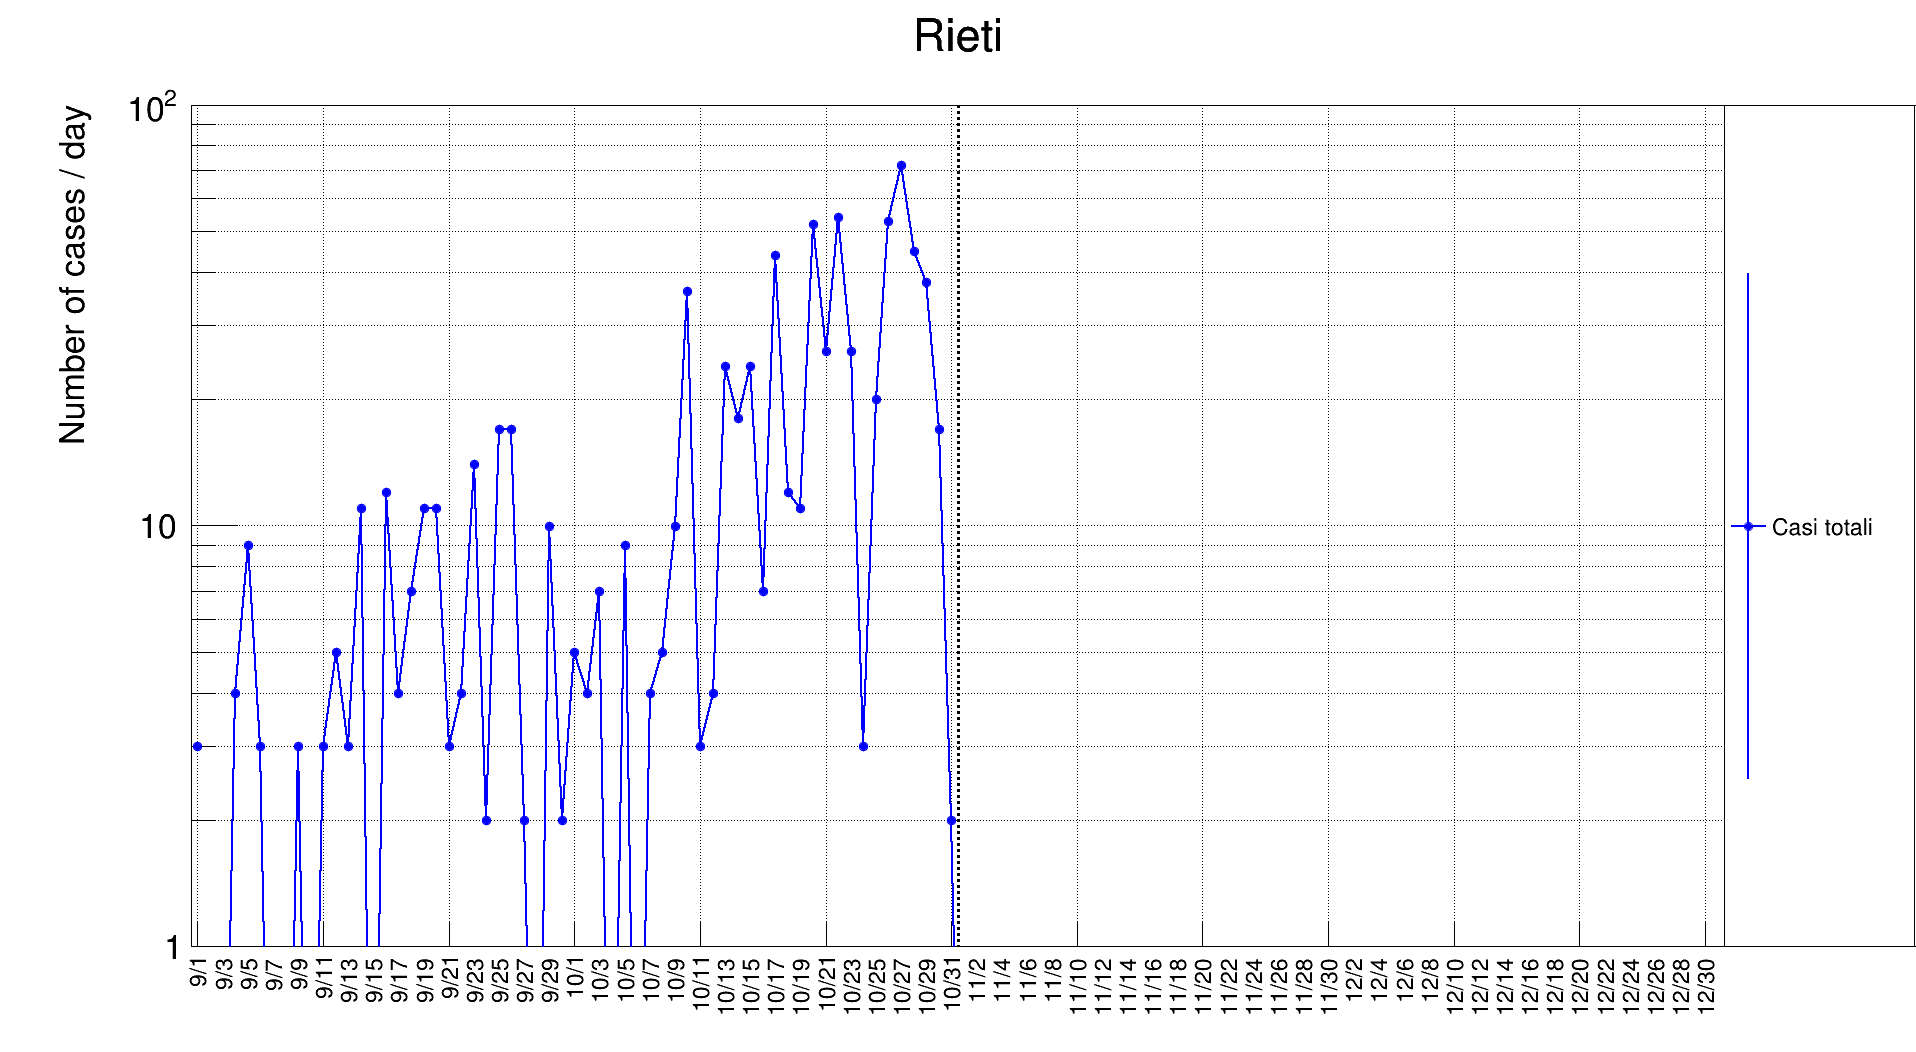 Rieti
Number of cases / day
10²
10
1
Casi totali
9/1 9/3 9/5 9/7 9/9 9/11 9/13 9/15 9/17 9/19 9/21 9/23 9/25 9/27 9/29 10/1 10/3 10/5 10/7 10/9 10/11 10/13 10/15 10/17 10/19 10/21 10/23 10/25 10/27 10/29 10/31 11/2 11/4 11/6 11/8 11/10 11/12 11/14 11/16 11/18 11/20 11/22 11/24 11/26 11/28 11/30 12/2 12/4 12/6 12/8 12/10 12/12 12/14 12/16 12/18 12/20 12/22 12/24 12/26 12/28 12/30